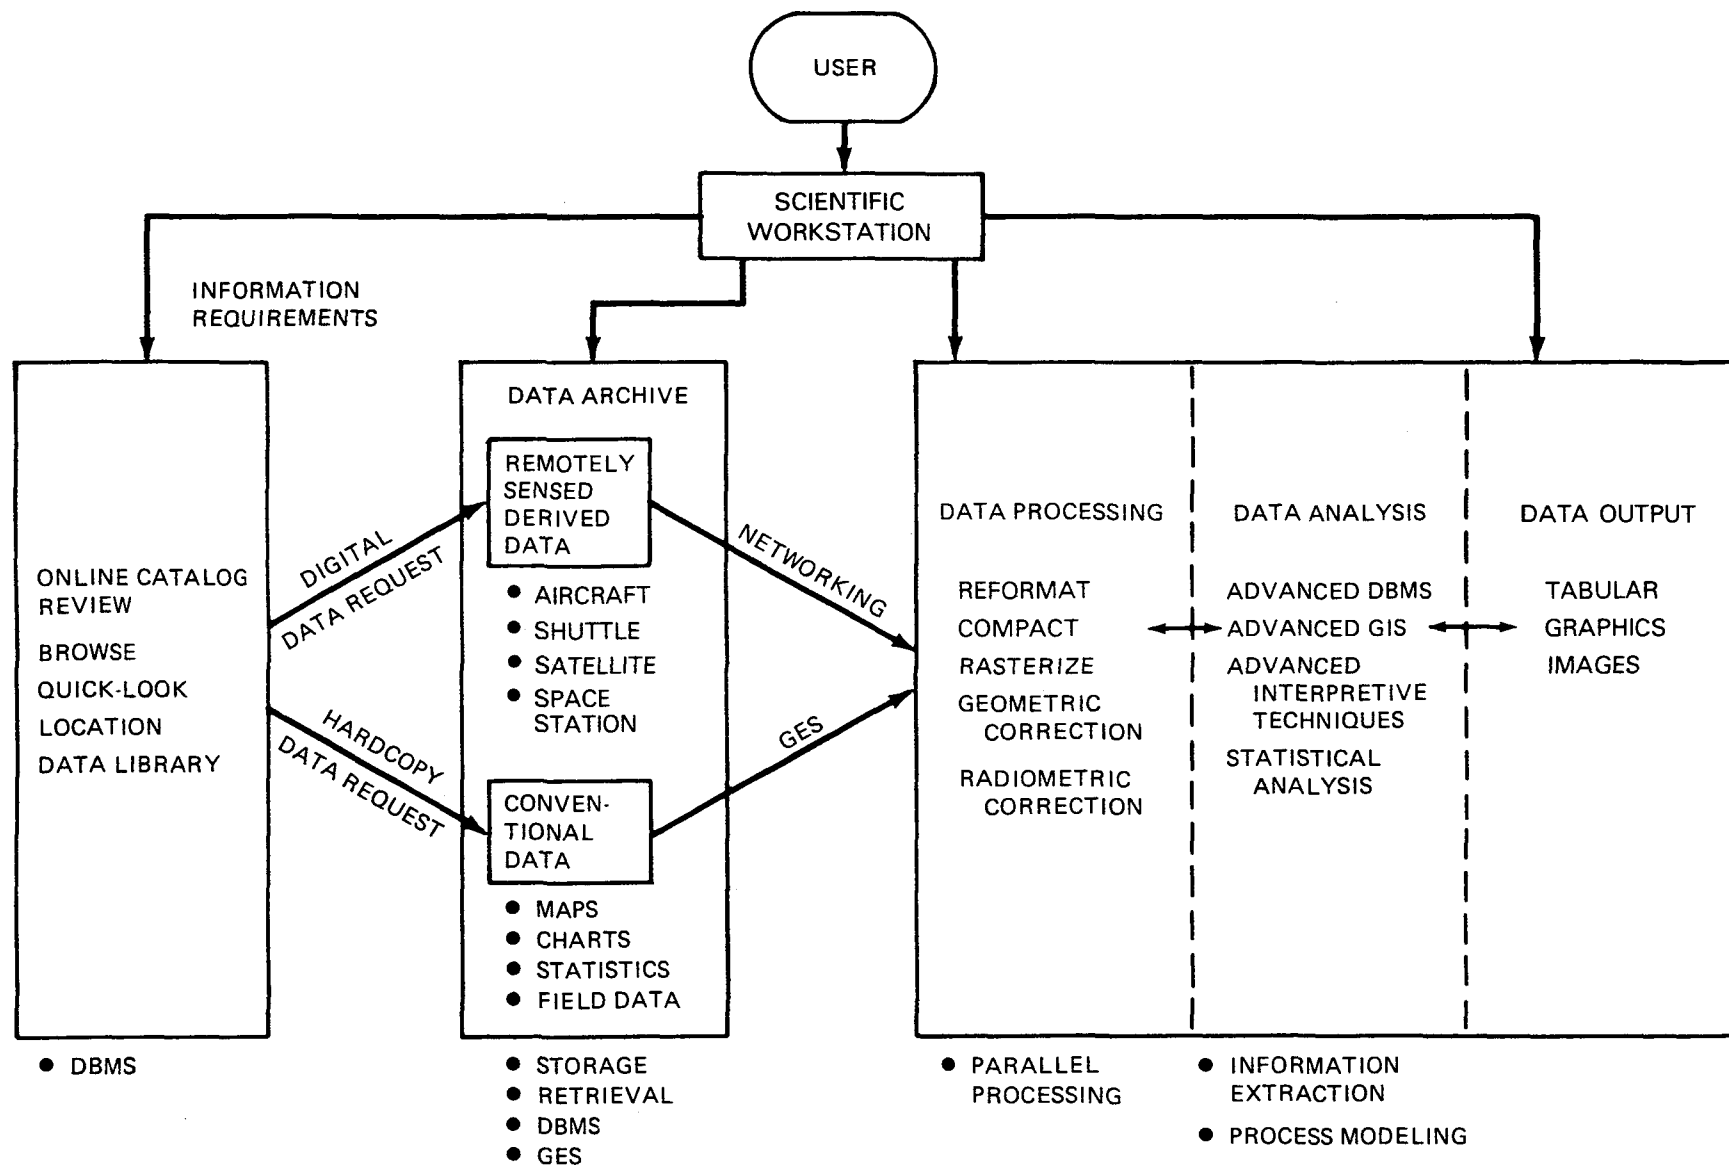 USER
SCIENTIFIC
WORKSTATION
INFORMATION
REQUIREMENTS
ONLINE CATALOG
REVIEW
BROWSE
QUICK-LOOK
LOCATION
DATA LIBRARY
● DBMS
DIGITAL
DATA REQUEST
HARDCOPY
DATA REQUEST
DATA ARCHIVE
REMOTELY
SENSED
DERIVED
DATA
● AIRCRAFT
● SHUTTLE
● SATELLITE
● SPACE
STATION
CONVEN-
TIONAL
DATA
● MAPS
● CHARTS
● STATISTICS
● FIELD DATA
● STORAGE
● RETRIEVAL
● DBMS
● GES
NETWORKING
GES
DATA PROCESSING
REFORMAT
COMPACT
RASTERIZE
GEOMETRIC
CORRECTION
RADIOMETRIC
CORRECTION
● PARALLEL
PROCESSING
DATA ANALYSIS
ADVANCED DBMS
ADVANCED GIS
ADVANCED
INTERPRETIVE
TECHNIQUES
STATISTICAL
ANALYSIS
● INFORMATION
EXTRACTION
● PROCESS MODELING
DATA OUTPUT
TABULAR
GRAPHICS
IMAGES